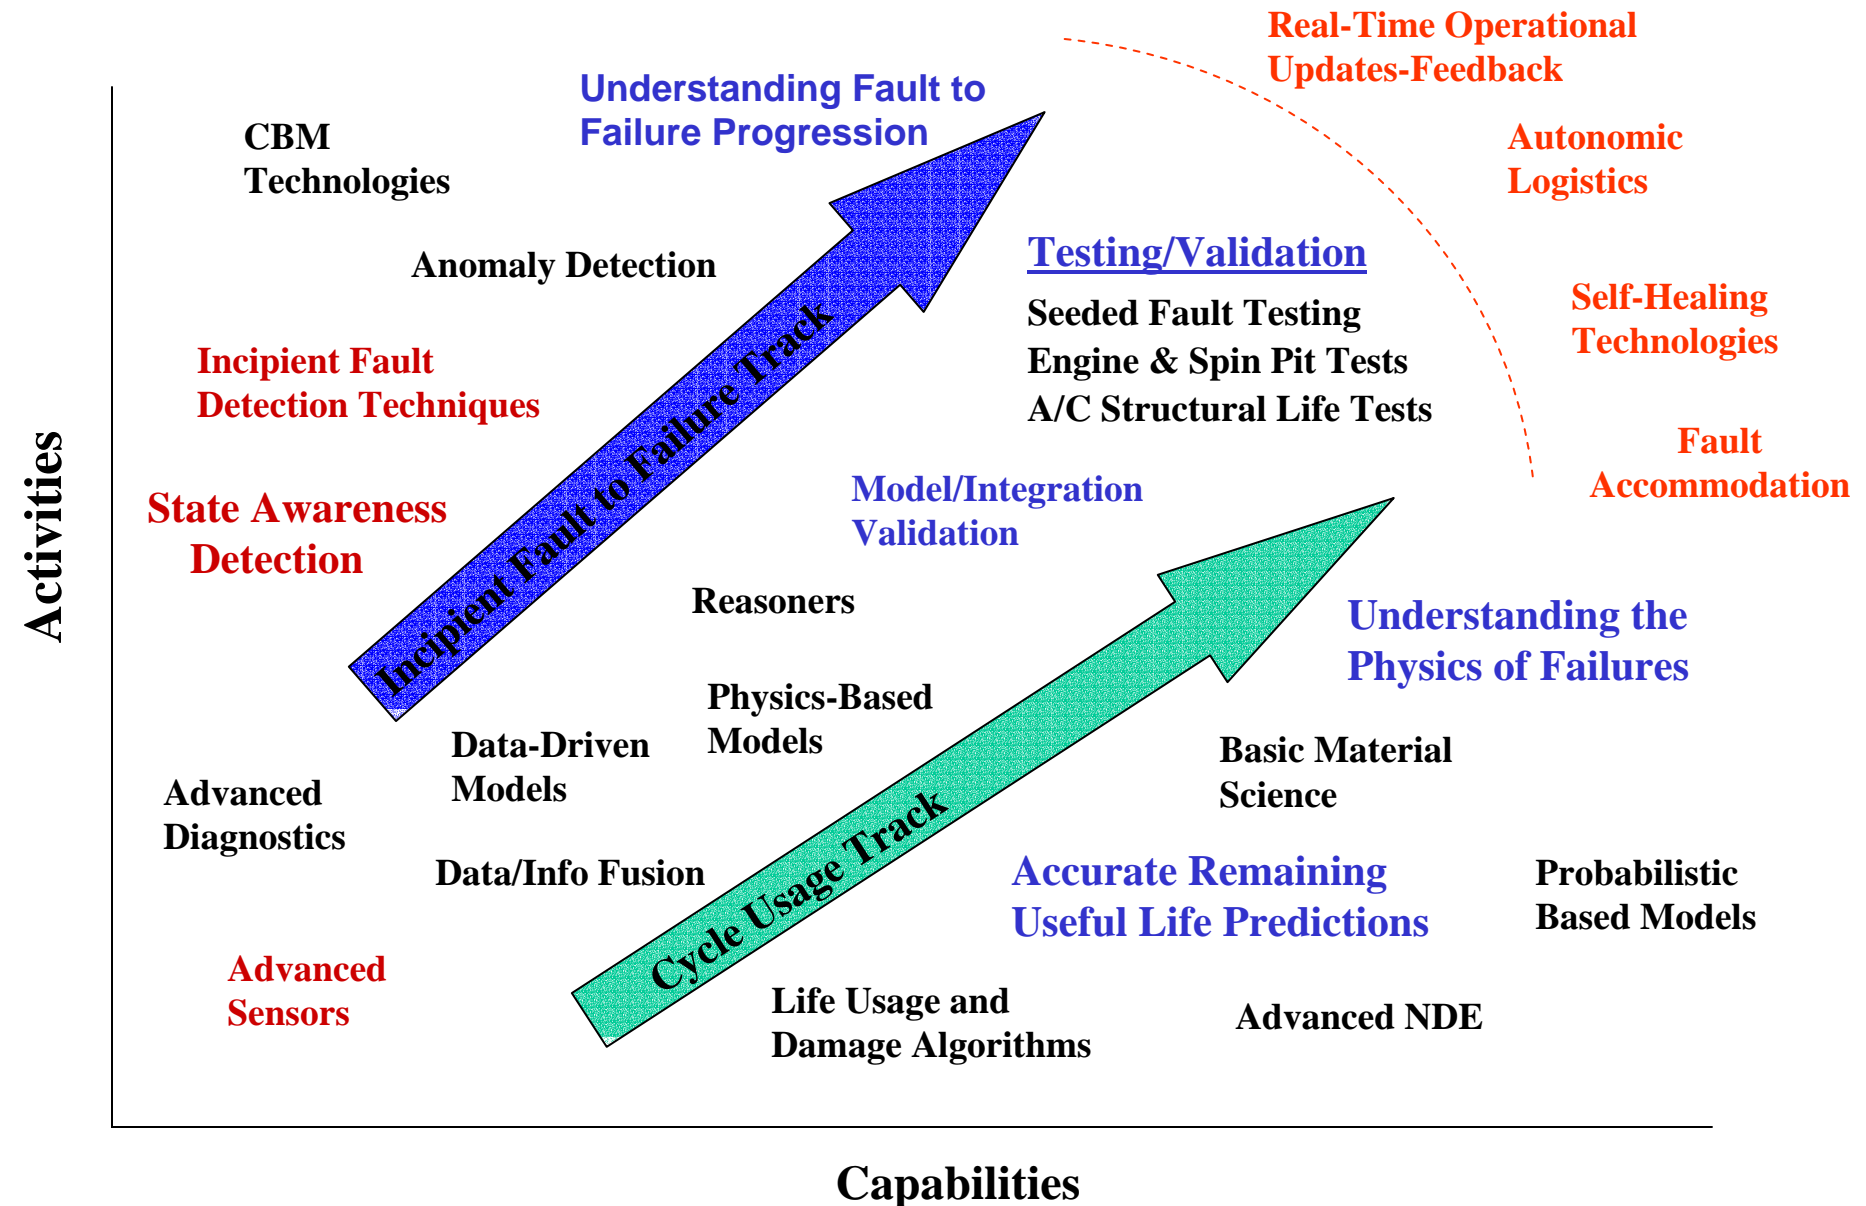 Real-Time Operational
Updates-Feedback
Understanding Fault to
Failure Progression
CBM
Technologies
Autonomic
Logistics
Anomaly Detection
Testing/Validation
Seeded Fault Testing
Engine & Spin Pit Tests
A/C Structural Life Tests
Self-Healing
Technologies
Incipient Fault
Detection Techniques
Incipient Fault to Failure Track
Fault
Accommodation
State Awareness
Detection
Model/Integration
Validation
Activities
Reasoners
Understanding the
Physics of Failures
Physics-Based
Models
Data-Driven
Models
Basic Material
Science
Advanced
Diagnostics
Cycle Usage Track
Data/Info Fusion
Accurate Remaining
Useful Life Predictions
Probabilistic
Based Models
Advanced
Sensors
Life Usage and
Damage Algorithms
Advanced NDE
Capabilities